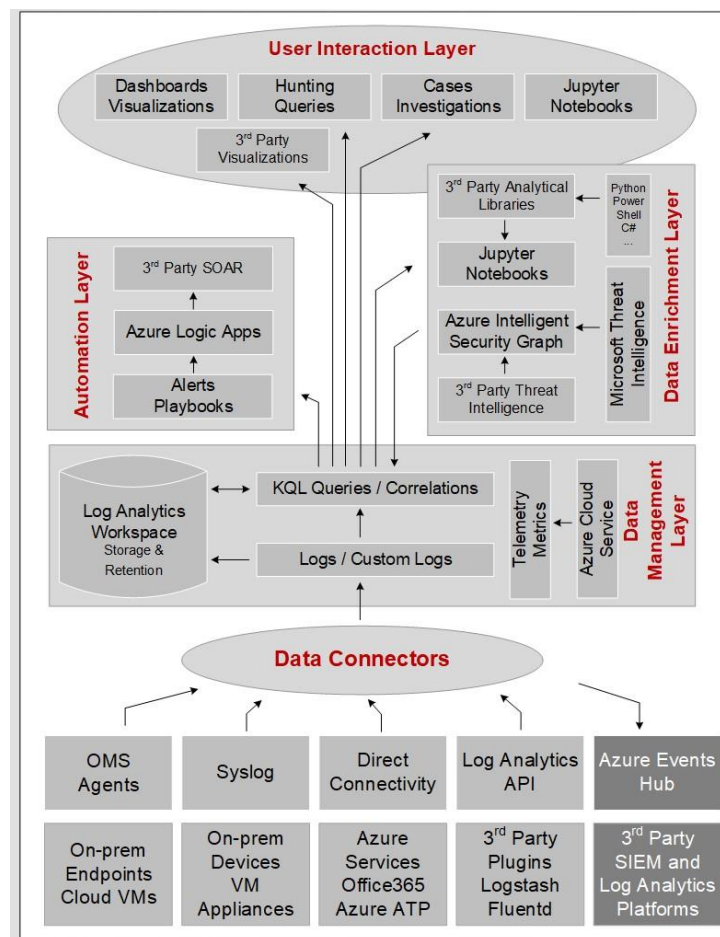 User Interaction Layer
Dashboards
Visualizations
Hunting
Queries
Cases
Investigations
Jupyter
Notebooks
3rd Party
Visualizations
Automation Layer
3rd Party SOAR
Azure Logic Apps
Alerts
Playbooks
3rd Party Analytical
Libraries
Python
Power
Shell
C#
...
Jupyter
Notebooks
Azure Intelligent
Security Graph
3rd Party Threat
Intelligence
Microsoft Threat
Intelligence
Data Enrichment Layer
Log Analytics
Workspace
Storage &
Retention
KQL Queries / Correlations
Logs / Custom Logs
Telemetry
Metrics
Azure Cloud
Service
Data
Management
Layer
Data Connectors
OMS
Agents
Syslog
Direct
Connectivity
Log Analytics
API
Azure Events
Hub
On-prem
Endpoints
Cloud VMs
On-prem
Devices
VM
Appliances
Azure
Services
Office365
Azure ATP
3rd Party
Plugins
Logstash
Fluentd
3rd Party
SIEM and
Log Analytics
Platforms